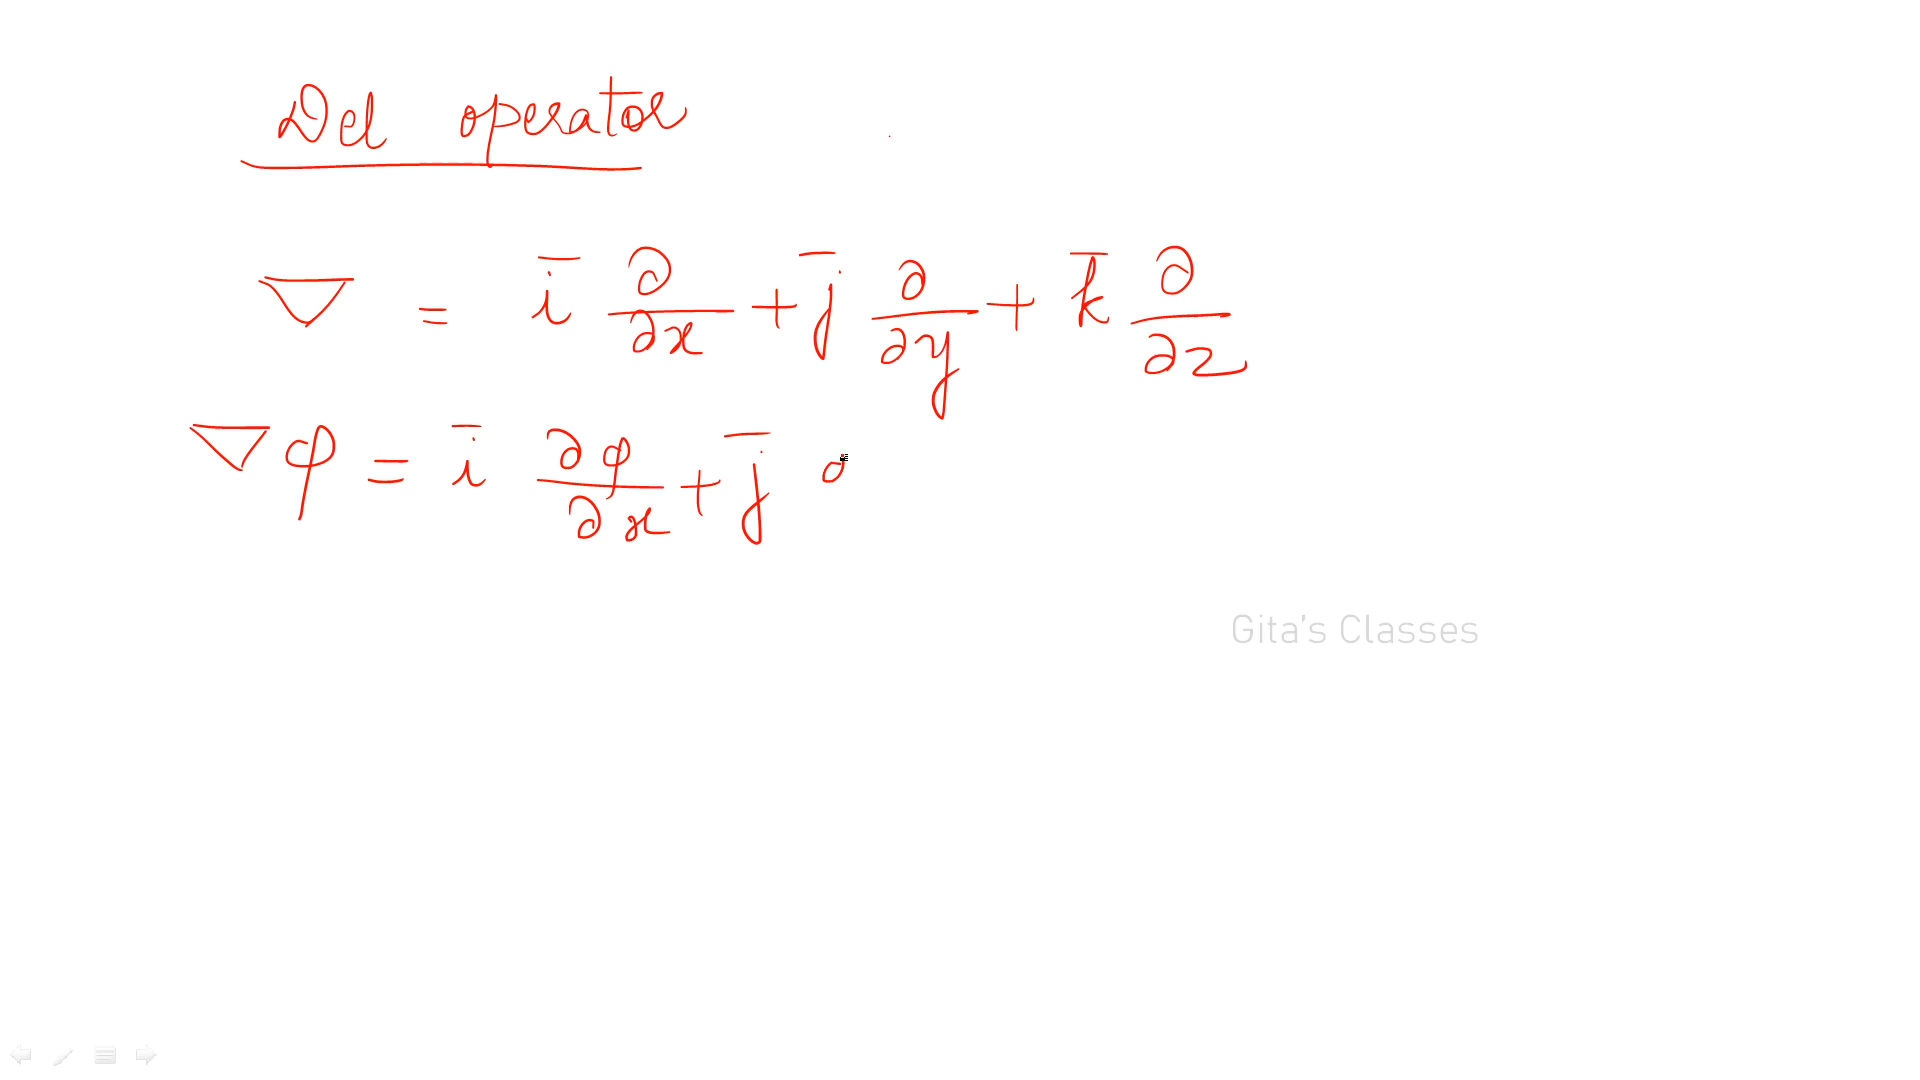 Del operator
∇ = i̅ ∂/∂x + j̅ ∂/∂y + k̅ ∂/∂z
∇φ = i̅ ∂φ/∂x + j̅
Gita's Classes